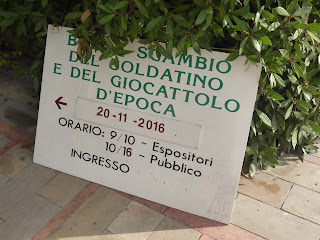 SCAMBIO
DEL SOLDATINO
E DEL GIOCATTOLO
D'EPOCA
20-11-2016
ORARIO: 9/10 - Espositori
10/16 - Pubblico
INGRESSO